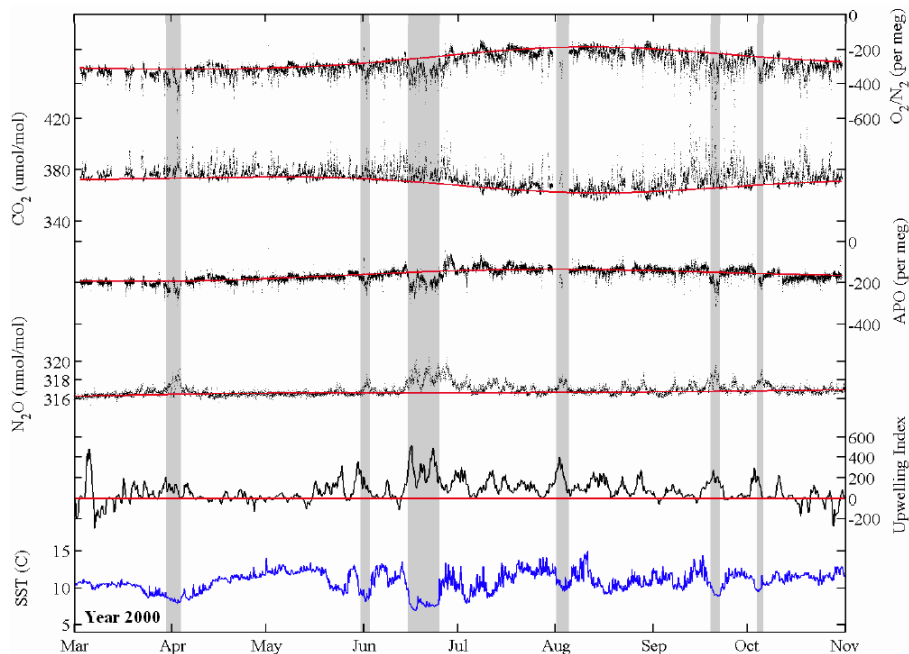 0
-200
-400
-600
O2/N2 (per meg)
420
380
340
CO2 (umol/mol)
0
-200
-400
APO (per meg)
320
318
316
N2O (nmol/mol)
600
400
200
0
-200
Upwelling Index
15
10
5
SST (C)
Year 2000
Mar Apr May Jun Jul Aug Sep Oct Nov